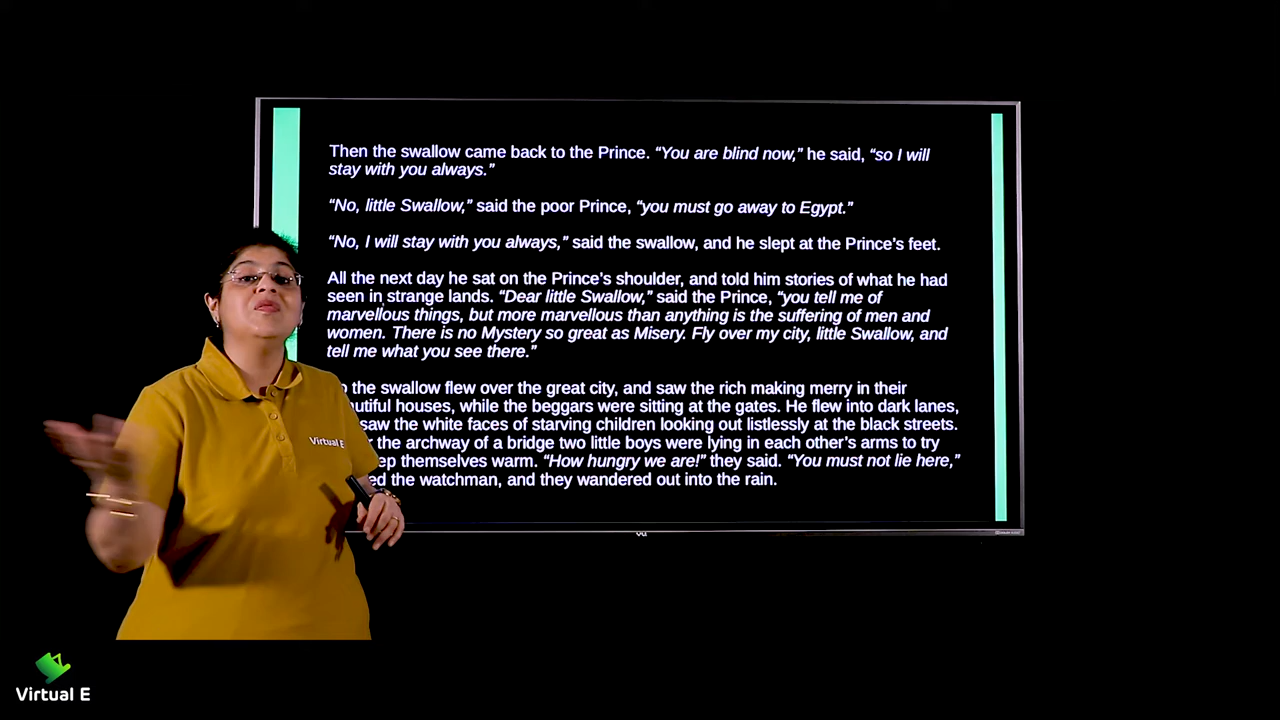 Then the swallow came back to the Prince. “You are blind now,” he said, “so I will
stay with you always.”
“No, little Swallow,” said the poor Prince, “you must go away to Egypt.”
“No, I will stay with you always,” said the swallow, and he slept at the Prince’s feet.
All the next day he sat on the Prince’s shoulder, and told him stories of what he had
seen in strange lands. “Dear little Swallow,” said the Prince, “you tell me of
marvellous things, but more marvellous than anything is the suffering of men and
women. There is no Mystery so great as Misery. Fly over my city, little Swallow, and
tell me what you see there.”
the swallow flew over the great city, and saw the rich making merry in their
houses, while the beggars were sitting at the gates. He flew into dark lanes,
saw the white faces of starving children looking out listlessly at the black streets.
the archway of a bridge two little boys were lying in each other’s arms to try
themselves warm. “How hungry we are!” they said. “You must not lie here,”
the watchman, and they wandered out into the rain.
Virtual E
Vu
Virtual E